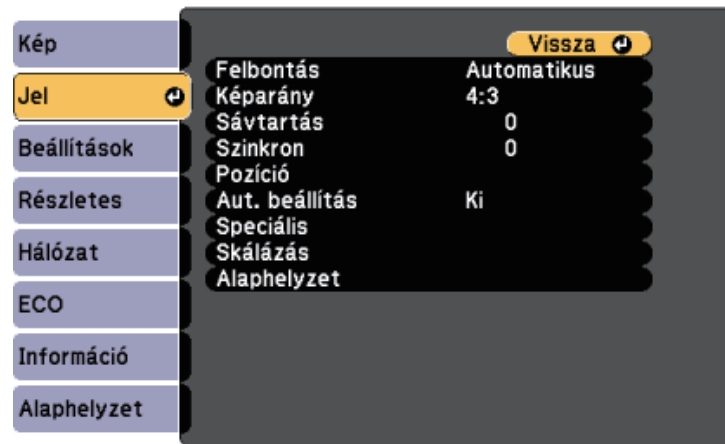 Kép
Jel
Beállítások
Részletes
Hálózat
ECO
Információ
Alaphelyzet
Vissza
Felbontás Automatikus
Képarány 4:3
Sávtartás 0
Szinkron 0
Pozíció
Aut. beállítás Ki
Speciális
Skálázás
Alaphelyzet